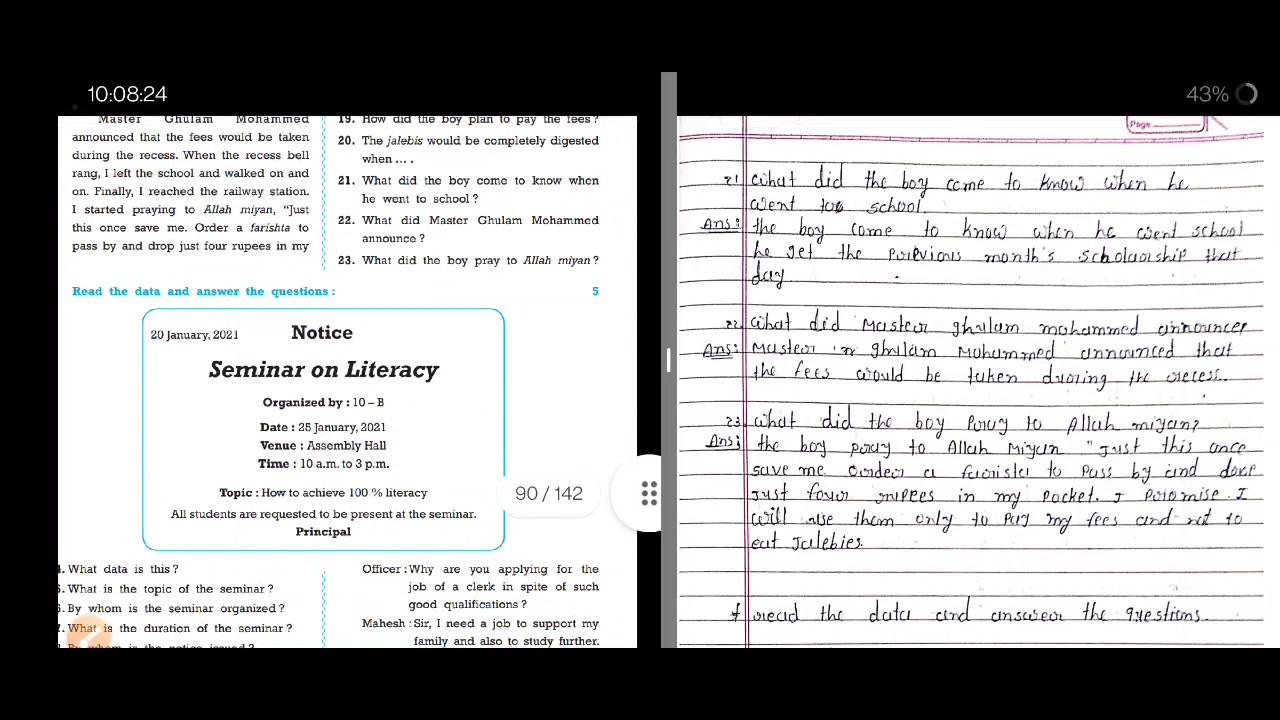 10:08:24
43%
Master Ghulam Mohammed
announced that the fees would be taken
during the recess. When the recess bell
rang, I left the school and walked on and
on. Finally, I reached the railway station.
I started praying to Allah miyan, “Just
this once save me. Order a farishta to
pass by and drop just four rupees in my
19. How did the boy plan to pay the fees?
20. The jalebis would be completely digested
when ... .
21. What did the boy come to know when
he went to school?
22. What did Master Ghulam Mohammed
announce ?
23. What did the boy pray to Allah miyan?
Read the data and answer the questions : 5
20 January, 2021 Notice
Seminar on Literacy
Organized by : 10 – B
Date : 25 January, 2021
Venue : Assembly Hall
Time : 10 a.m. to 3 p.m.
Topic : How to achieve 100 % literacy
All students are requested to be present at the seminar.
Principal
90 / 142
What data is this ?
What is the topic of the seminar?
By whom is the seminar organized ?
What is the duration of the seminar ?
By whom is the notice issued?
Officer : Why are you applying for the
job of a clerk in spite of such
good qualifications ?
Mahesh : Sir, I need a job to support my
family and also to study further.
Page
21 What did the boy come to know when he
went to school.
Ans: the boy come to know when he went school
he get the previous month's scholarship that
day
22 What did Master ghulam mohammed announcer
Ans: Master ghulam Mohammed announced that
the fees would be taken during the recess.
23 What did the boy pray to Allah miyan?
Ans: the boy pray to Allah Miyan "Just this once
save me order a farista to pass by and
just four rupees in my pocket. I promise I
will use them only to pay my fees and not to
eat Jalebies.
read the data and answer the questions.